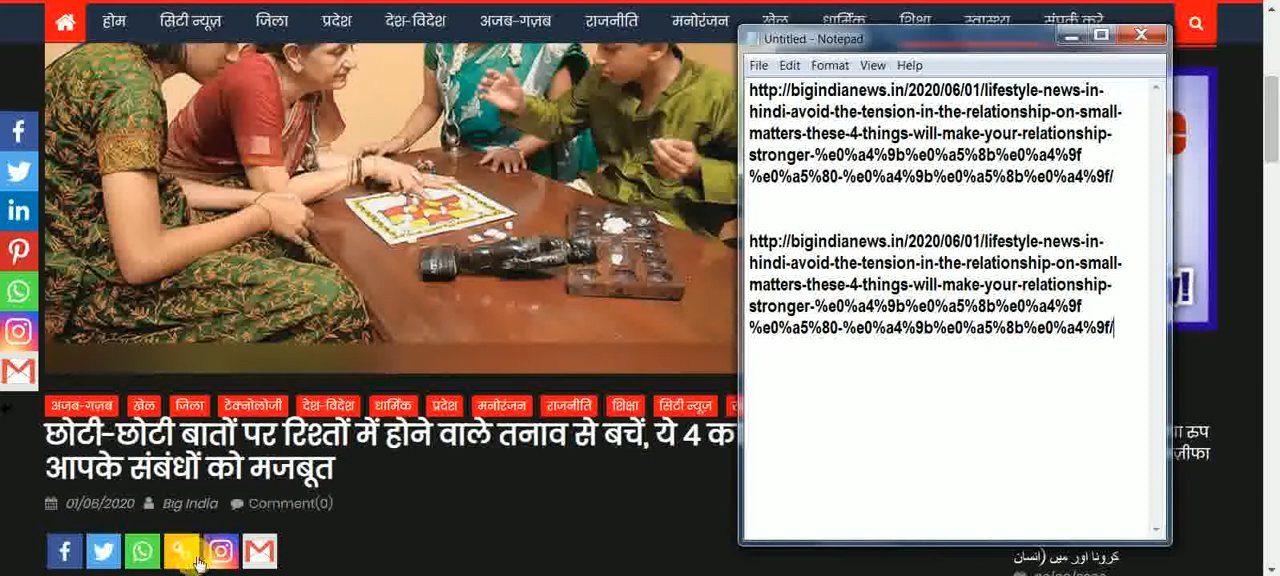 होम सिटी न्यूज़ जिला प्रदेश देश-विदेश अजब-गज़ब राजनीति मनोरंजन खेल धार्मिक शिक्षा स्वास्थ्य संपर्क करे
Untitled - Notepad
File Edit Format View Help
http://bigindianews.in/2020/06/01/lifestyle-news-in-
hindi-avoid-the-tension-in-the-relationship-on-small-
matters-these-4-things-will-make-your-relationship-
stronger-%e0%a4%9b%e0%a5%8b%e0%a4%9f
%e0%a5%80-%e0%a4%9b%e0%a5%8b%e0%a4%9f/
http://bigindianews.in/2020/06/01/lifestyle-news-in-
hindi-avoid-the-tension-in-the-relationship-on-small-
matters-these-4-things-will-make-your-relationship-
stronger-%e0%a4%9b%e0%a5%8b%e0%a4%9f
%e0%a5%80-%e0%a4%9b%e0%a5%8b%e0%a4%9f/
अजब-गज़ब खेल जिला टेक्नोलॉजी देश-विदेश धार्मिक प्रदेश मनोरंजन राजनीति शिक्षा सिटी न्यूज़
छोटी-छोटी बातों पर रिश्तों में होने वाले तनाव से बचें, ये 4 क
आपके संबंधों को मजबूत
01/06/2020 Big India Comment(0)
रुप
कोरونا اور میں (انسان